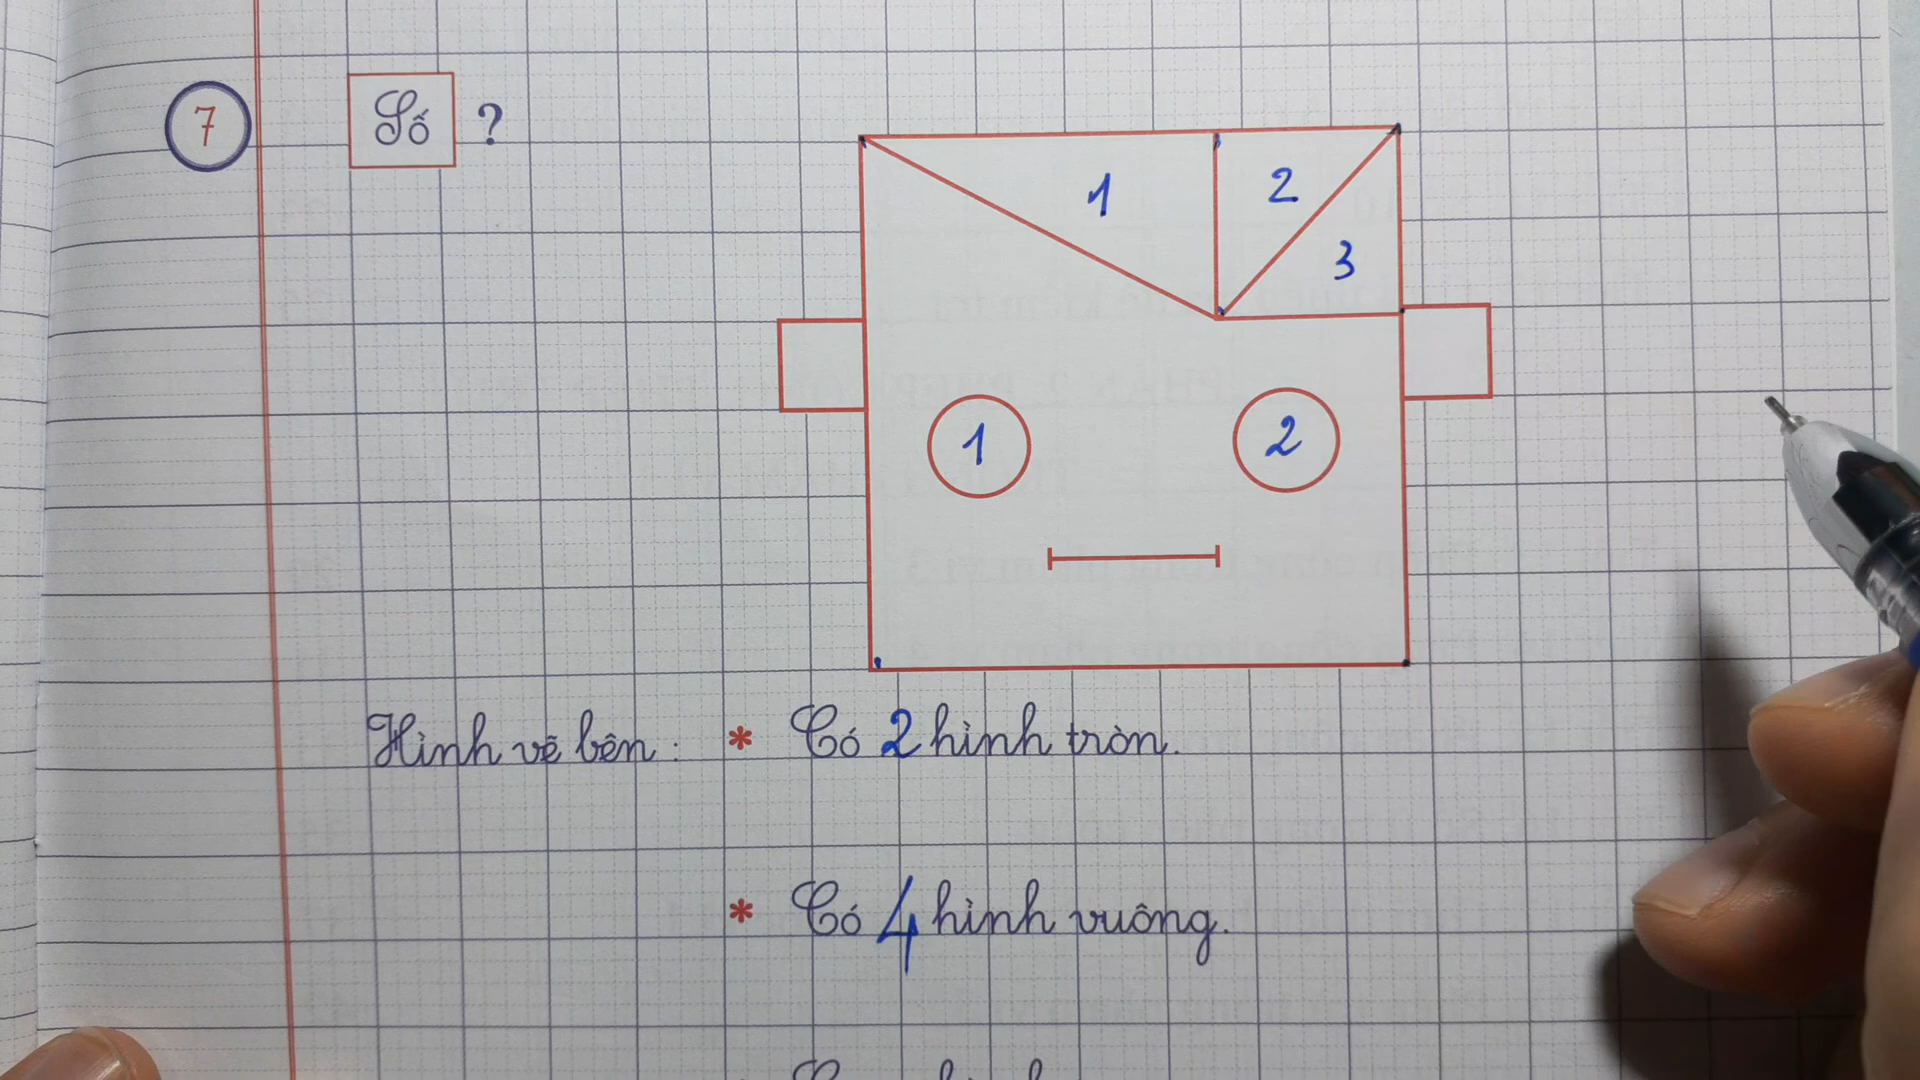 7 Số ?
1 2
3
1 2
Hình vẽ bên : * Có 2 hình tròn.
* Có 4 hình vuông.